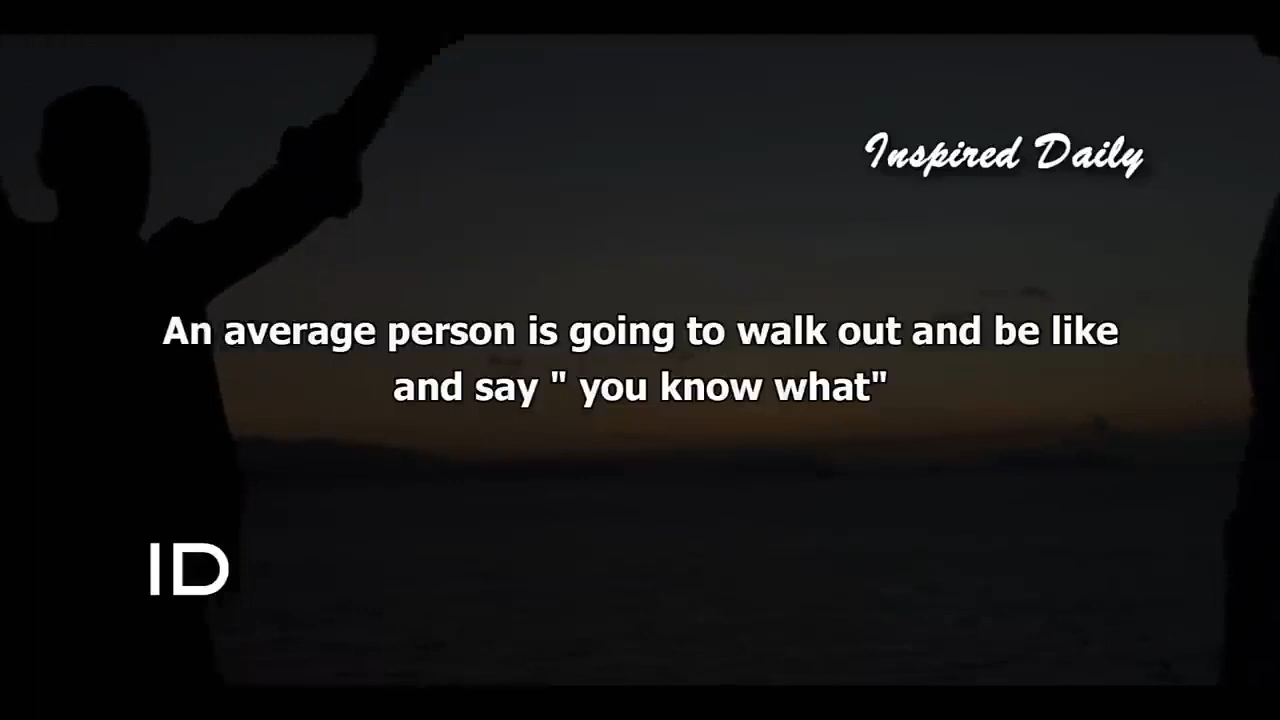 Inspired Daily
An average person is going to walk out and be like
and say " you know what"
ID